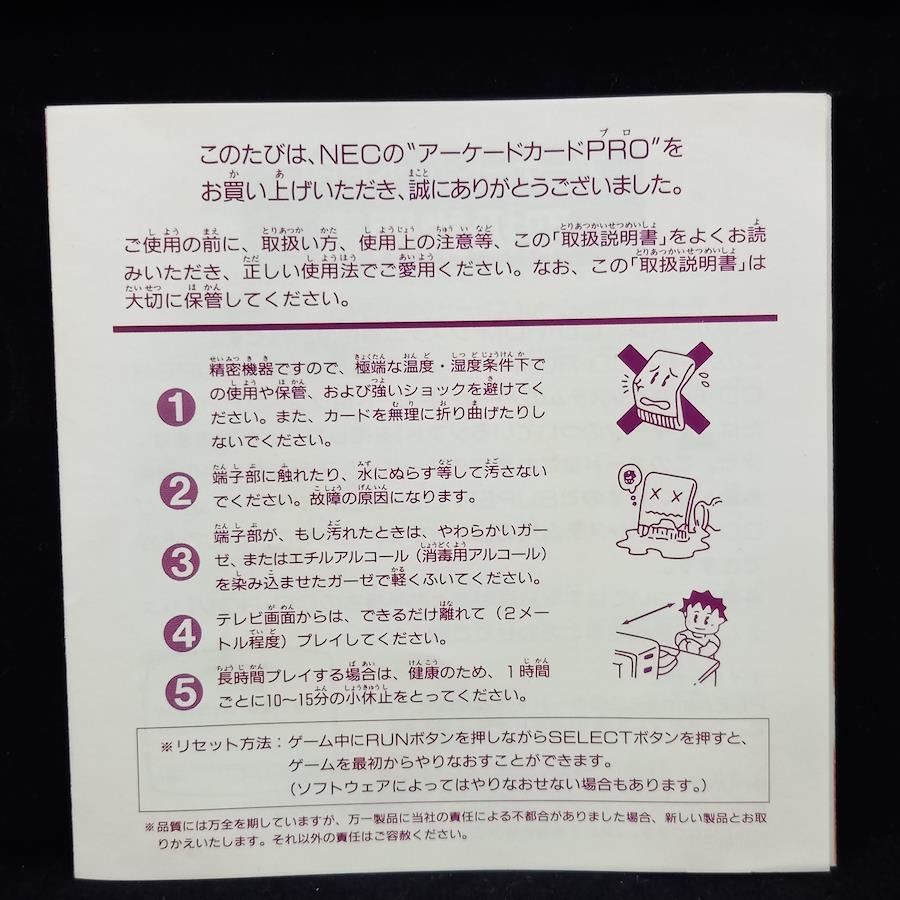 このたびは、NECの"アーケードカードPRO"を
お買い上げいただき、誠にありがとうございました。
ご使用の前に、取扱い方、使用上の注意等、この「取扱説明書」をよくお読
みいただき、正しい使用法でご愛用ください。なお、この「取扱説明書」は
大切に保管してください。
1 精密機器ですので、極端な温度・湿度条件下で
の使用や保管、および強いショックを避けてく
ださい。また、カードを無理に折り曲げたりし
ないでください。
2 端子部に触れたり、水にぬらす等して汚さない
でください。故障の原因になります。
3 端子部が、もし汚れたときは、やわらかいガー
ゼ、またはエチルアルコール(消毒用アルコール)
を染み込ませたガーゼで軽くふいてください。
4 テレビ画面からは、できるだけ離れて(2メー
トル程度)プレイしてください。
5 長時間プレイする場合は、健康のため、1時間
ごとに10〜15分の小休止をとってください。
※リセット方法：ゲーム中にRUNボタンを押しながらSELECTボタンを押すと、
ゲームを最初からやりなおすことができます。
(ソフトウェアによってはやりなおせない場合もあります。)
※品質には万全を期していますが、万一製品に当社の責任による不都合がありました場合、新しい製品とお取
りかえいたします。それ以外の責任はご容赦ください。